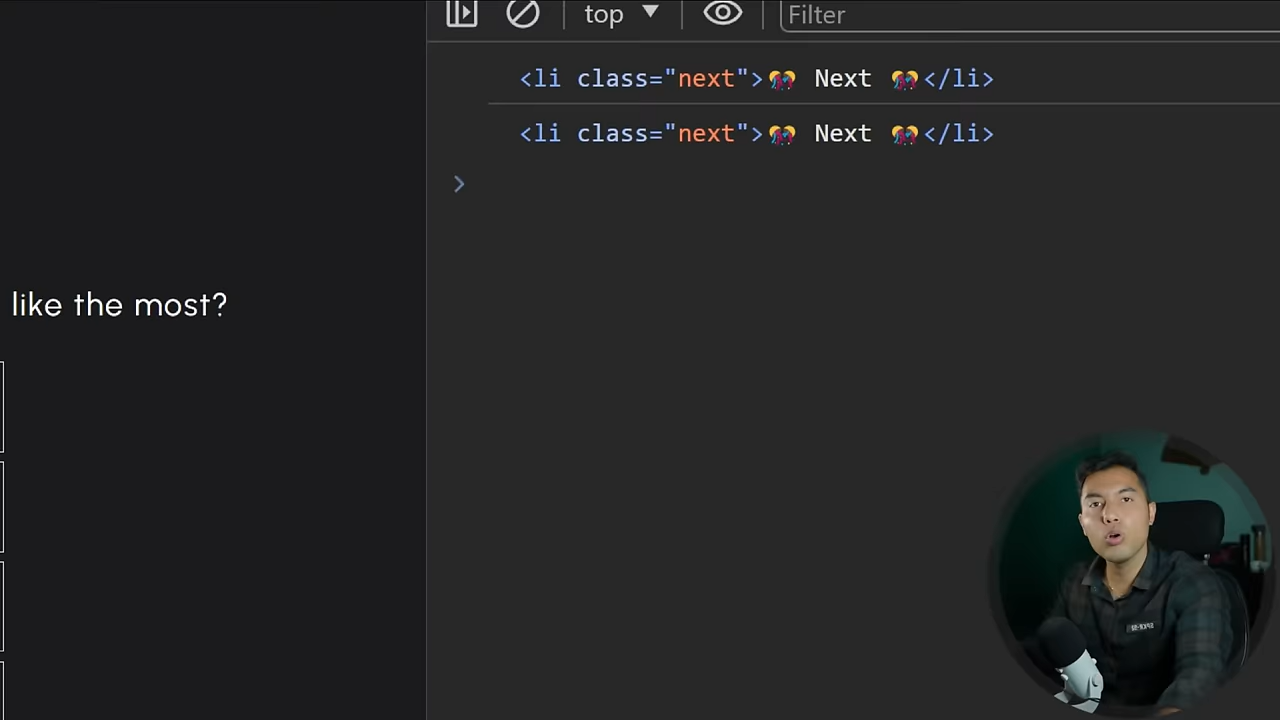 top ▼ Filter
<li class="next">🎊 Next 🎊</li>
<li class="next">🎊 Next 🎊</li>
like the most?